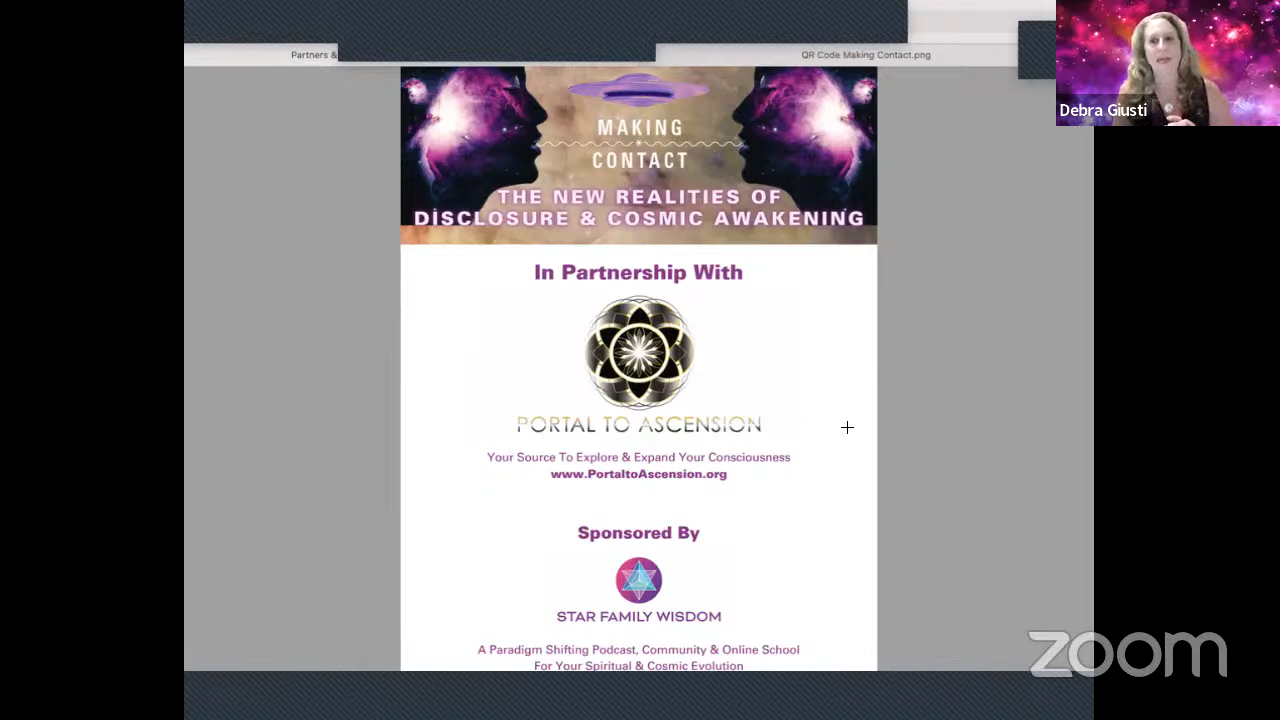 Partners &
QR Code Making Contact.png
Debra Giusti
MAKING
CONTACT
THE NEW REALITIES OF
DISCLOSURE & COSMIC AWAKENING
In Partnership With
PORTAL TO ASCENSION
Your Source To Explore & Expand Your Consciousness
www.PortaltoAscension.org
Sponsored By
STAR FAMILY WISDOM
A Paradigm Shifting Podcast, Community & Online School
For Your Spiritual & Cosmic Evolution
zoom